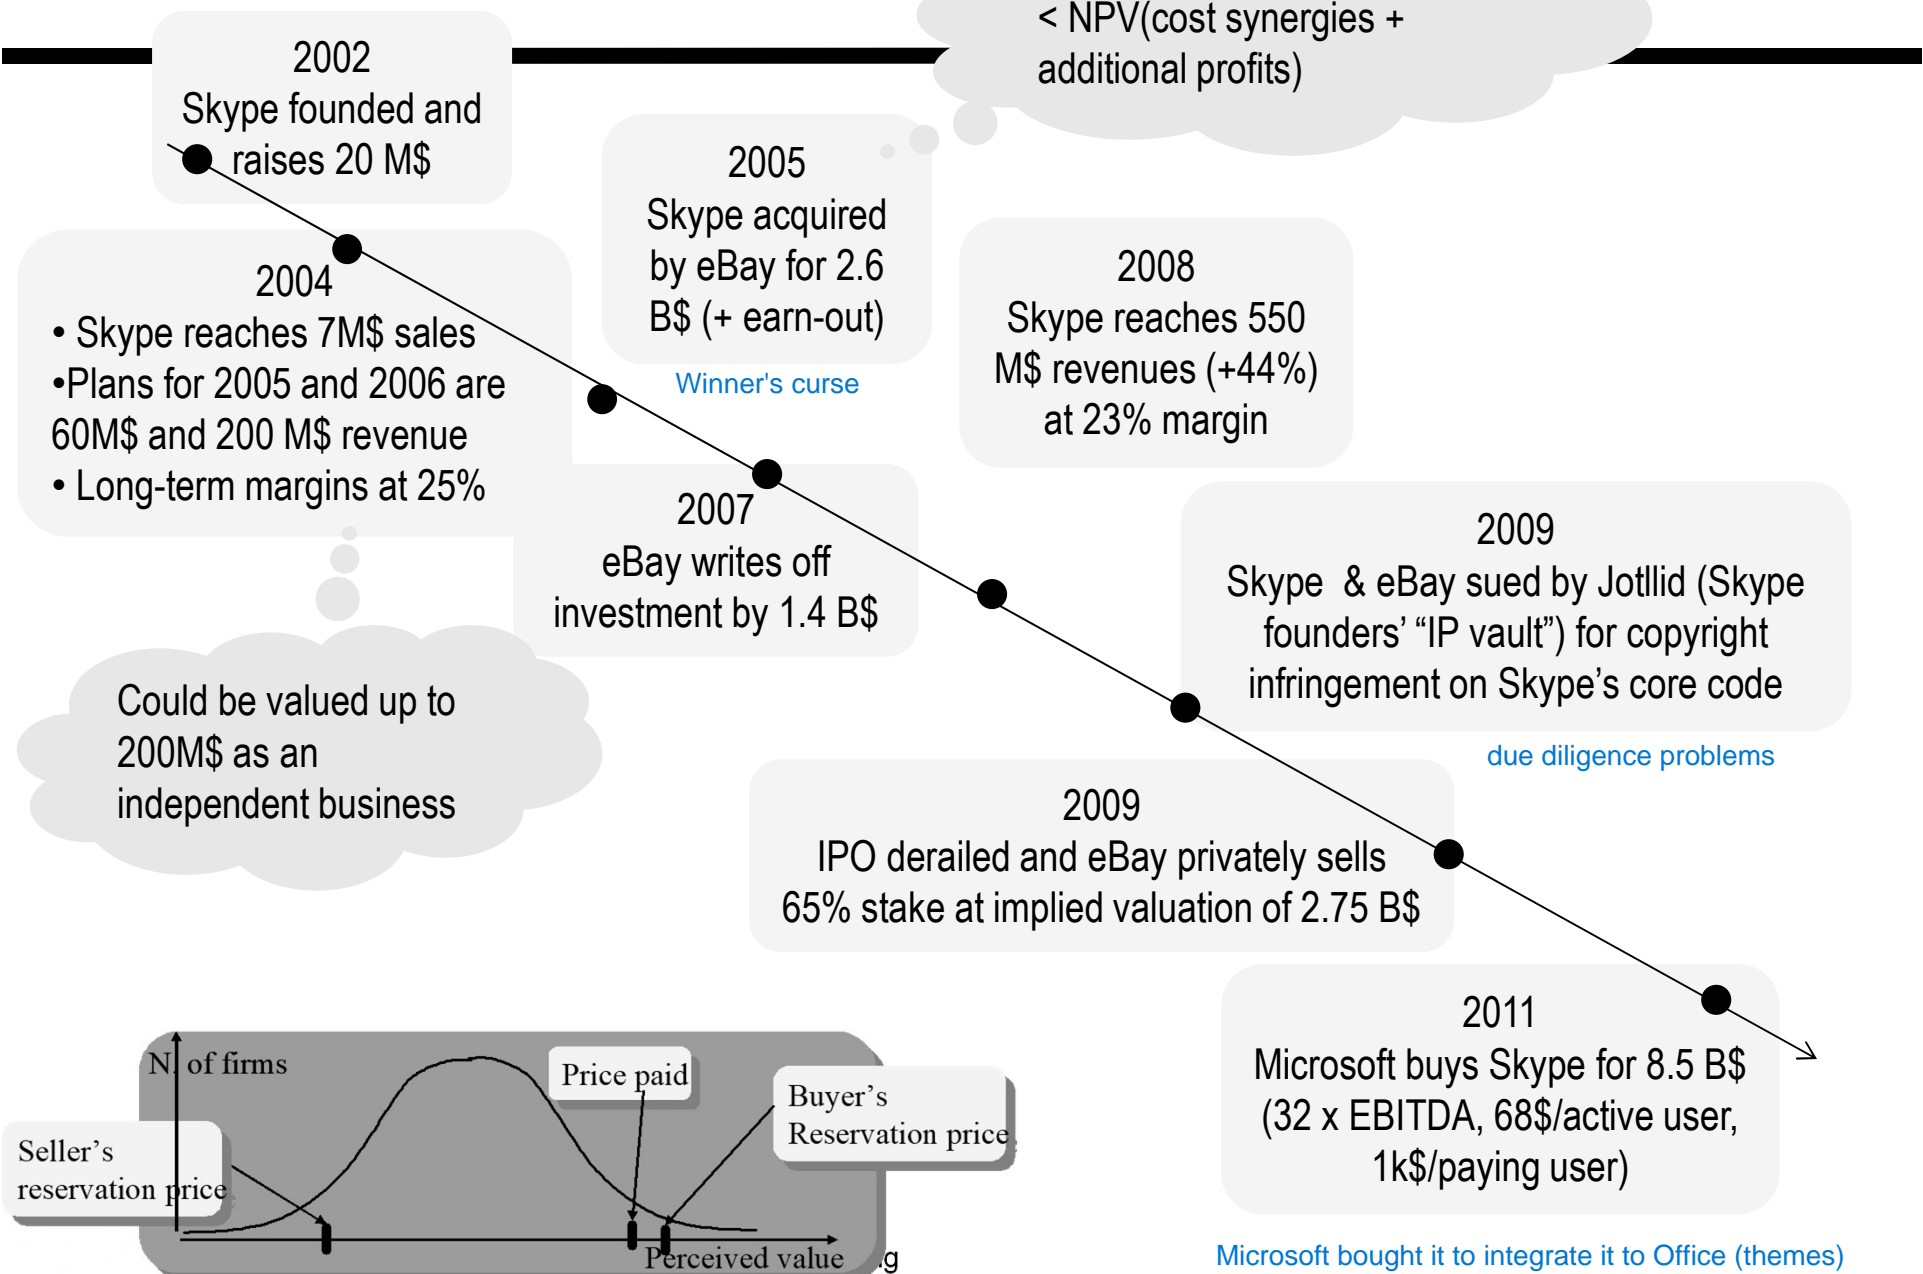 < NPV(cost synergies +
additional profits)
2002
Skype founded and
raises 20 M$
2005
Skype acquired
by eBay for 2.6
B$ (+ earn-out)
Winner's curse
2004
• Skype reaches 7M$ sales
•Plans for 2005 and 2006 are
60M$ and 200 M$ revenue
• Long-term margins at 25%
2008
Skype reaches 550
M$ revenues (+44%)
at 23% margin
2007
eBay writes off
investment by 1.4 B$
2009
Skype & eBay sued by Jotllid (Skype
founders’ “IP vault”) for copyright
infringement on Skype’s core code
due diligence problems
Could be valued up to
200M$ as an
independent business
2009
IPO derailed and eBay privately sells
65% stake at implied valuation of 2.75 B$
2011
Microsoft buys Skype for 8.5 B$
(32 x EBITDA, 68$/active user,
1k$/paying user)
Microsoft bought it to integrate it to Office (themes)
N. of firms
Price paid
Buyer’s
Reservation price
Seller’s
reservation price
Perceived value